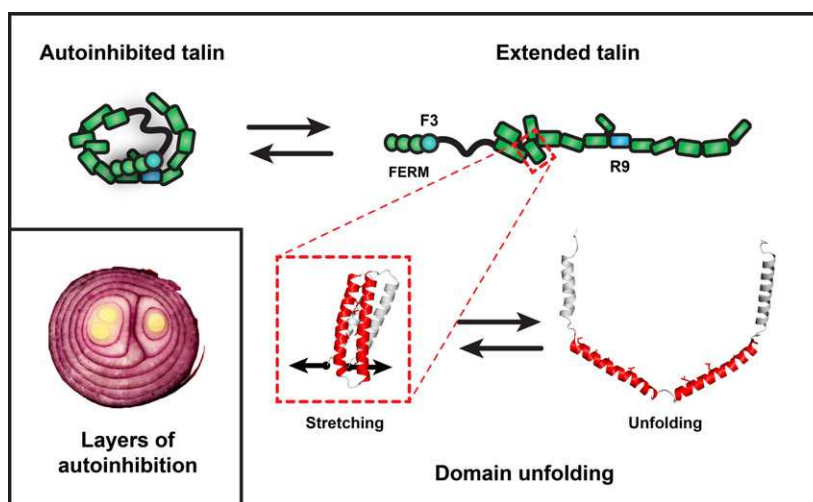 Autoinhibited talin
Extended talin
F3
FERM
R9
Layers of
autoinhibition
Stretching
Unfolding
Domain unfolding